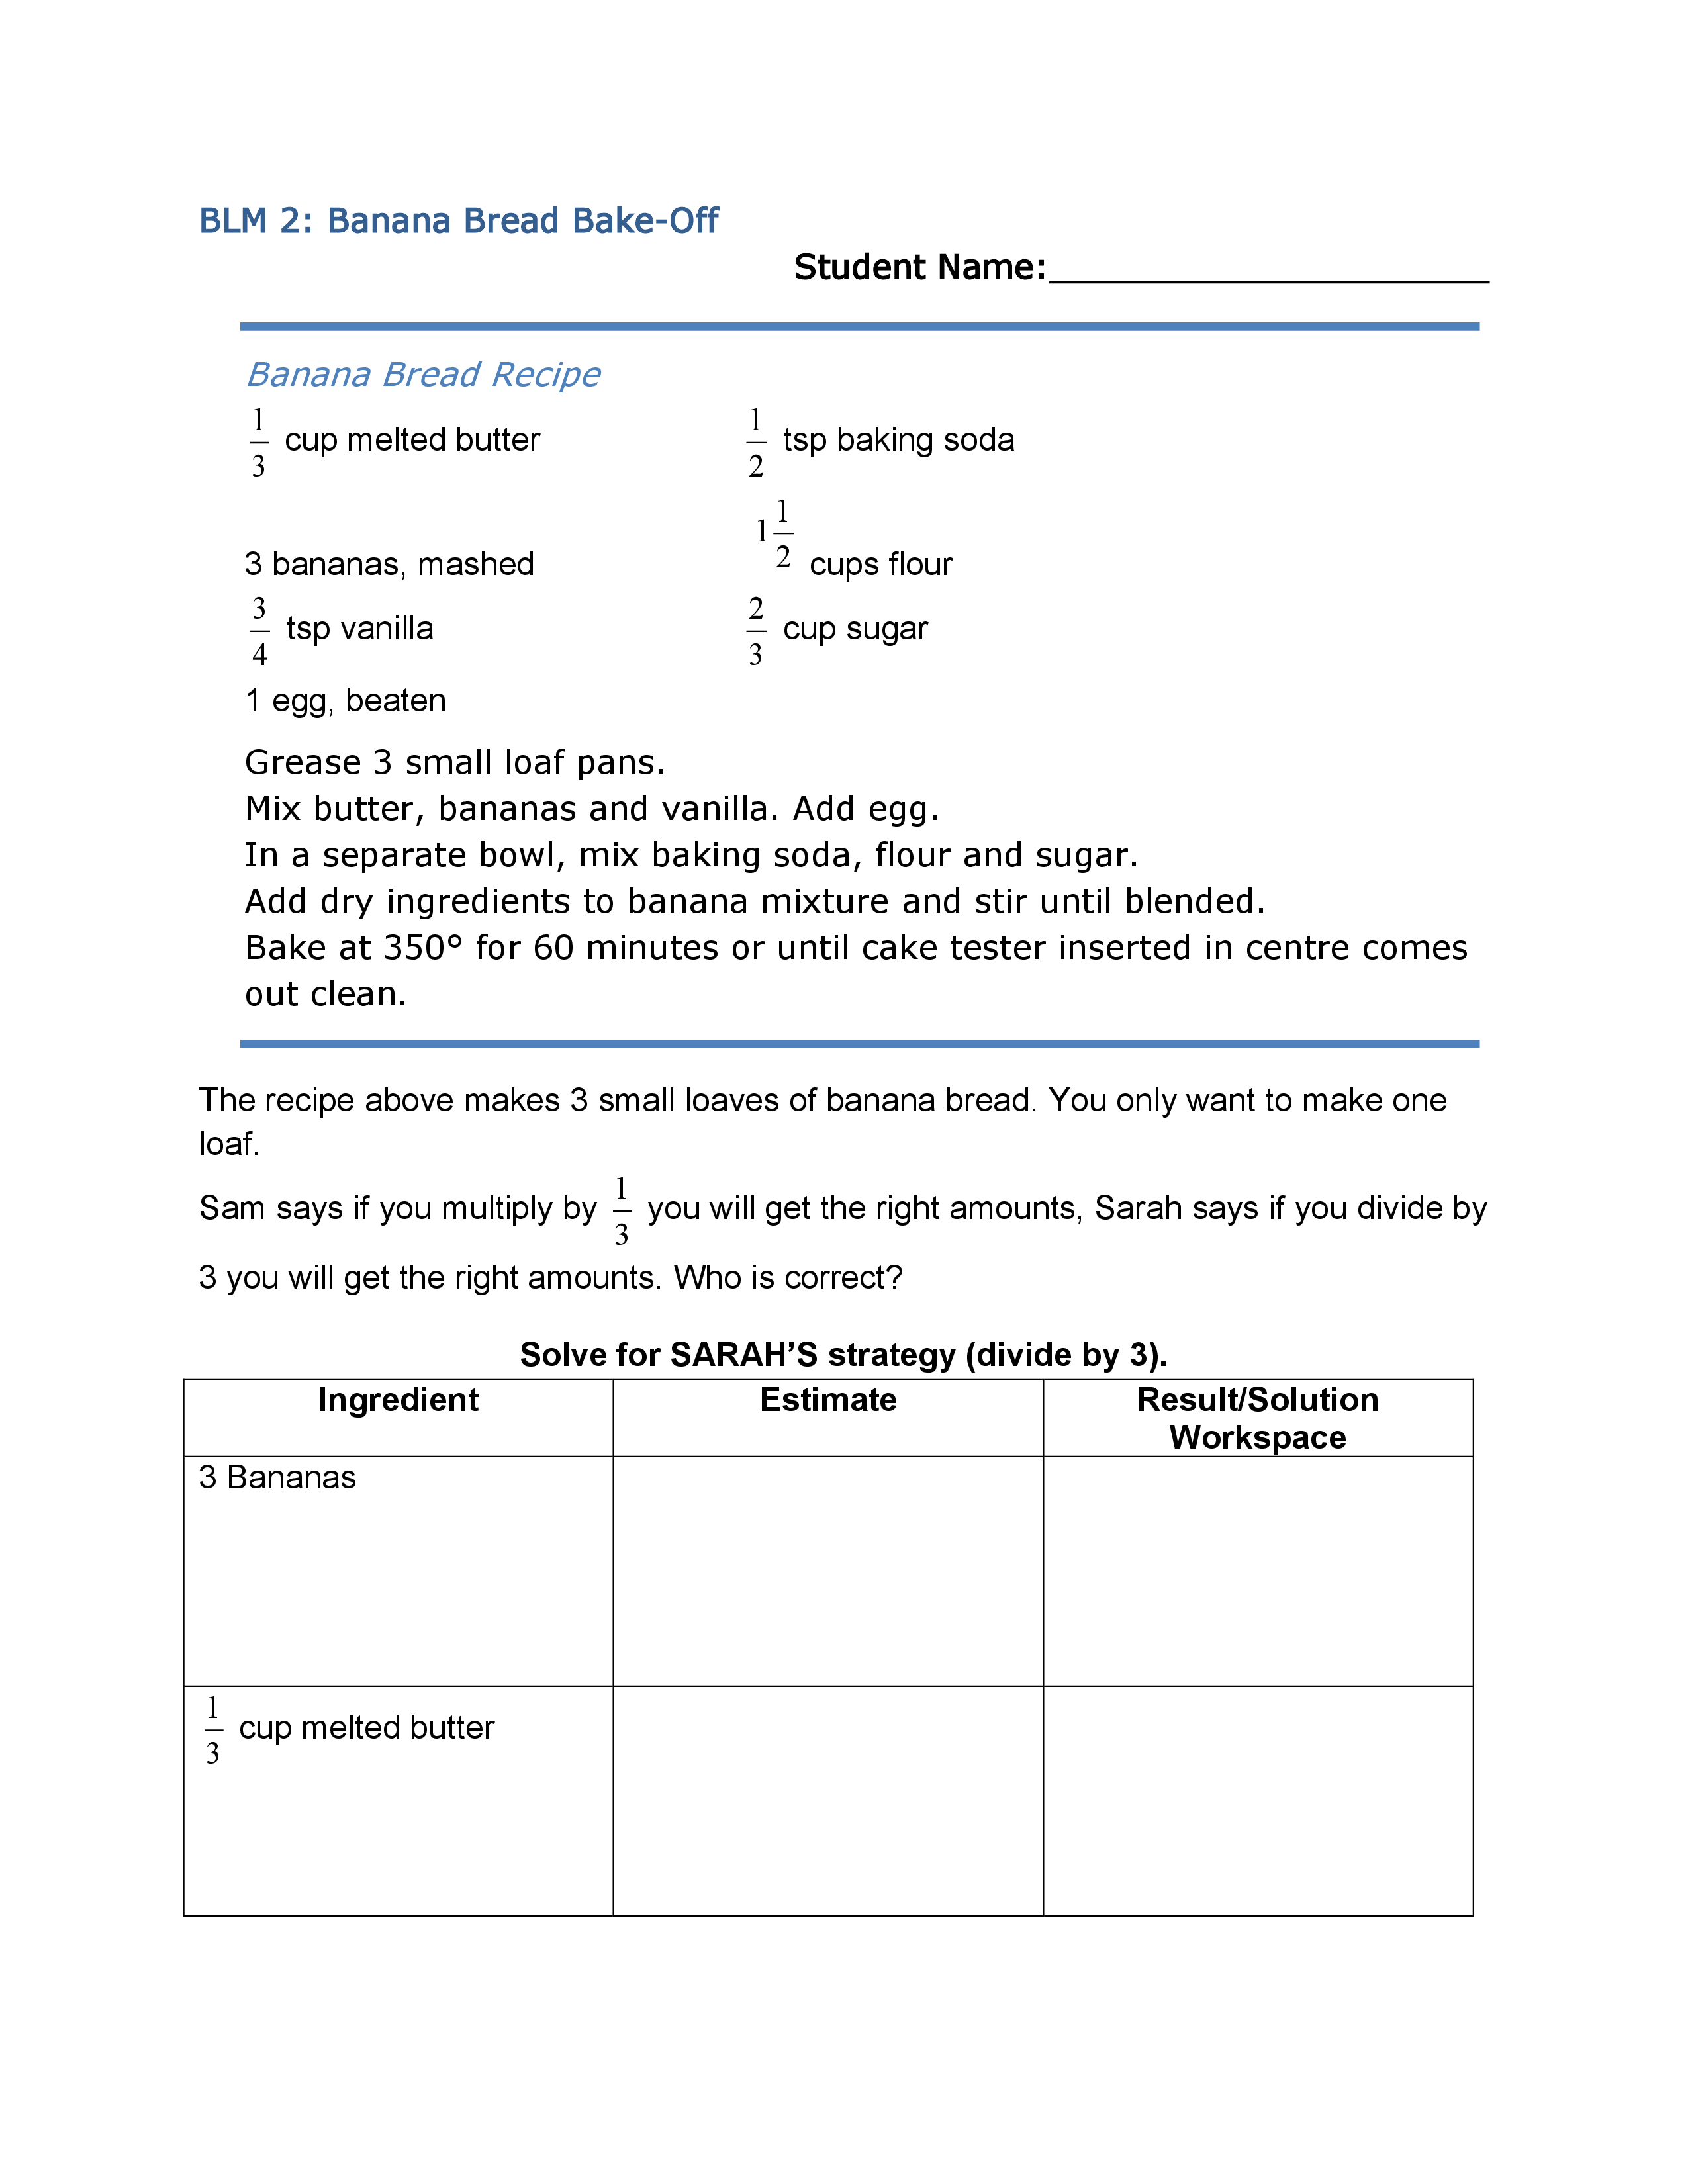 BLM 2: Banana Bread Bake-Off
Student Name:
Banana Bread Recipe
1/3 cup melted butter 1/2 tsp baking soda
3 bananas, mashed 1 1/2 cups flour
3/4 tsp vanilla 2/3 cup sugar
1 egg, beaten
Grease 3 small loaf pans.
Mix butter, bananas and vanilla. Add egg.
In a separate bowl, mix baking soda, flour and sugar.
Add dry ingredients to banana mixture and stir until blended.
Bake at 350° for 60 minutes or until cake tester inserted in centre comes
out clean.
The recipe above makes 3 small loaves of banana bread. You only want to make one
loaf.
Sam says if you multiply by 1/3 you will get the right amounts, Sarah says if you divide by
3 you will get the right amounts. Who is correct?
Solve for SARAH’S strategy (divide by 3).
Ingredient Estimate Result/Solution
Workspace
3 Bananas
1/3 cup melted butter